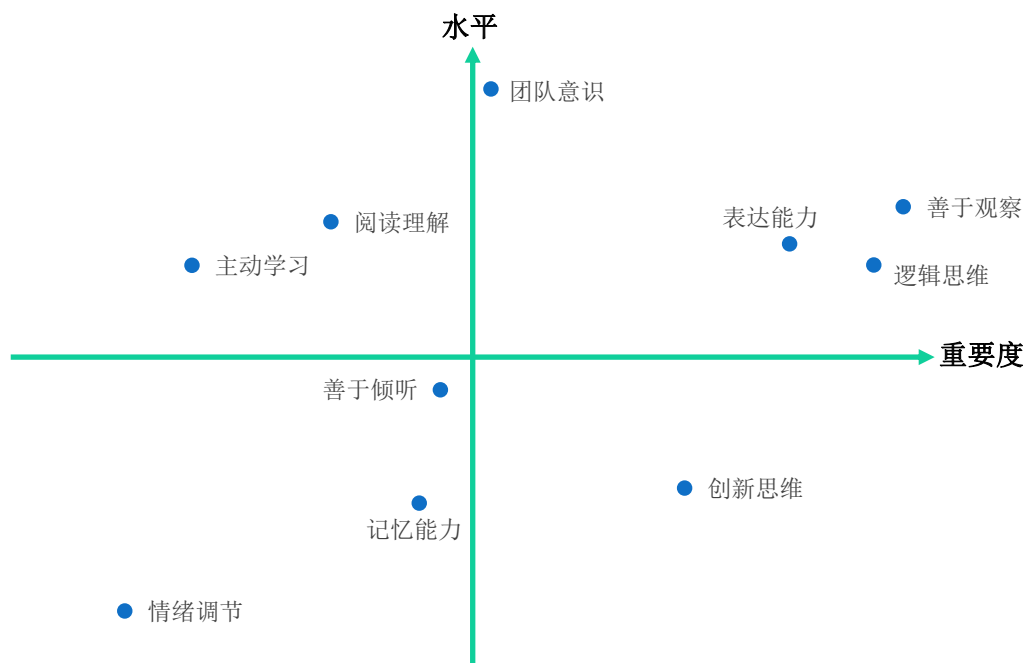 水平
团队意识
善于观察
表达能力
阅读理解
主动学习
逻辑思维
重要度
善于倾听
创新思维
记忆能力
情绪调节